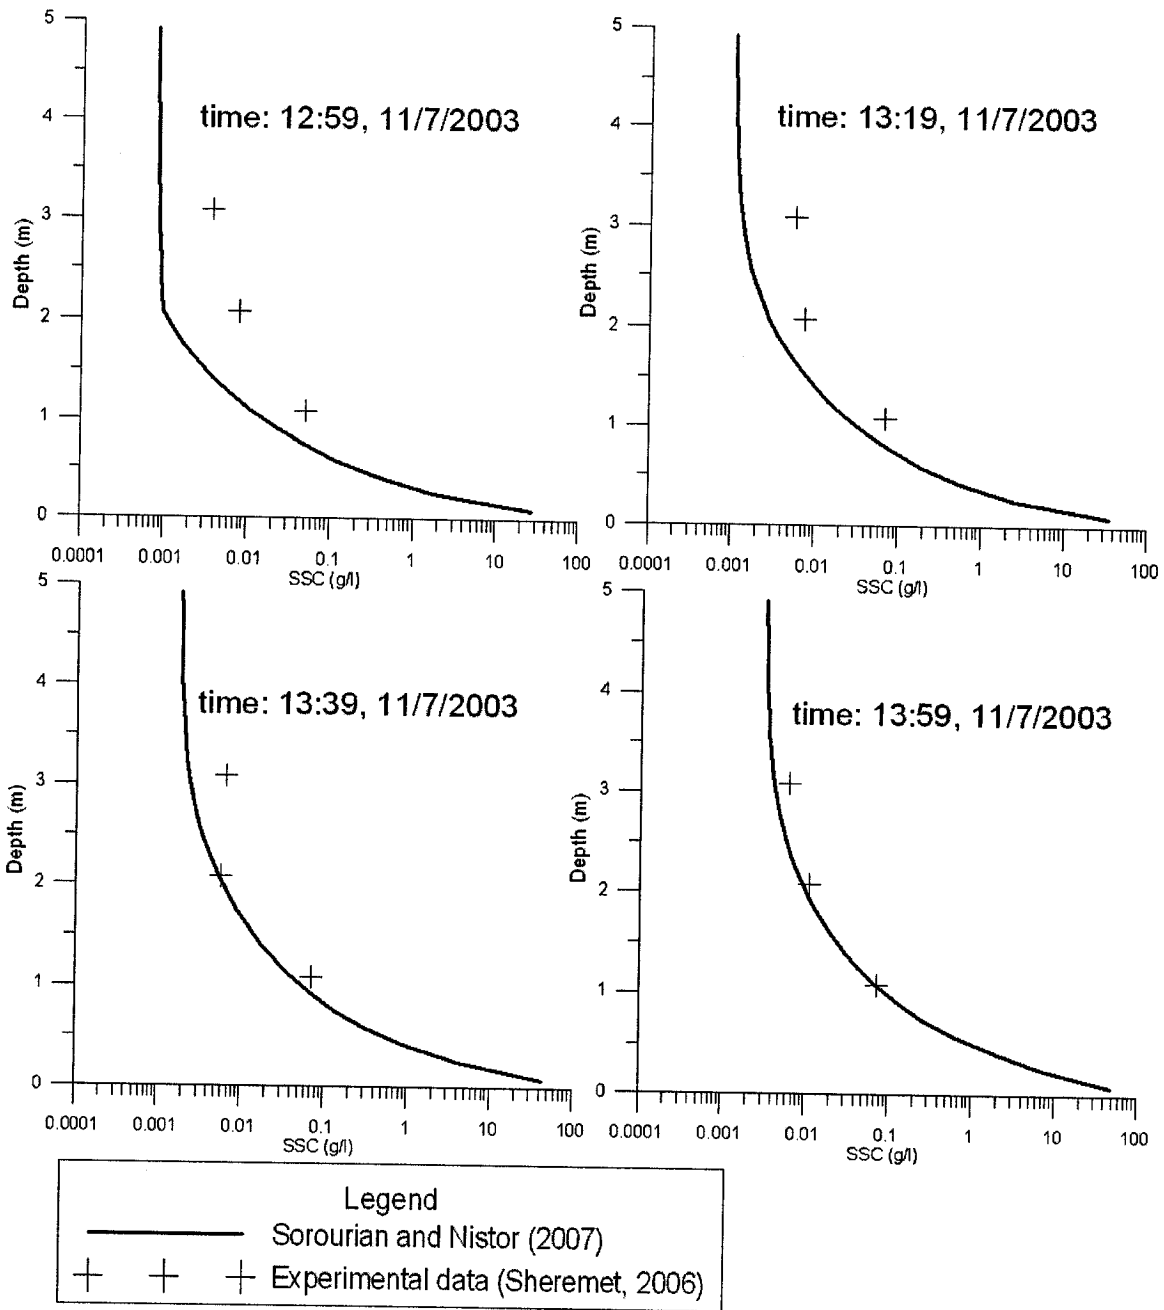 5
4
3
2
1
0
Depth (m)
time: 12:59, 11/7/2003
0.0001 0.001 0.01 0.1 1 10 100
SSC (g/l)
5
4
3
2
1
0
Depth (m)
time: 13:19, 11/7/2003
0.0001 0.001 0.01 0.1 1 10 100
SSC (g/l)
5
4
3
2
1
0
Depth (m)
time: 13:39, 11/7/2003
0.0001 0.001 0.01 0.1 1 10 100
SSC (g/l)
5
4
3
2
1
0
Depth (m)
time: 13:59, 11/7/2003
0.0001 0.001 0.01 0.1 1 10 100
SSC (g/l)
Legend
Sorourian and Nistor (2007)
Experimental data (Sheremet, 2006)